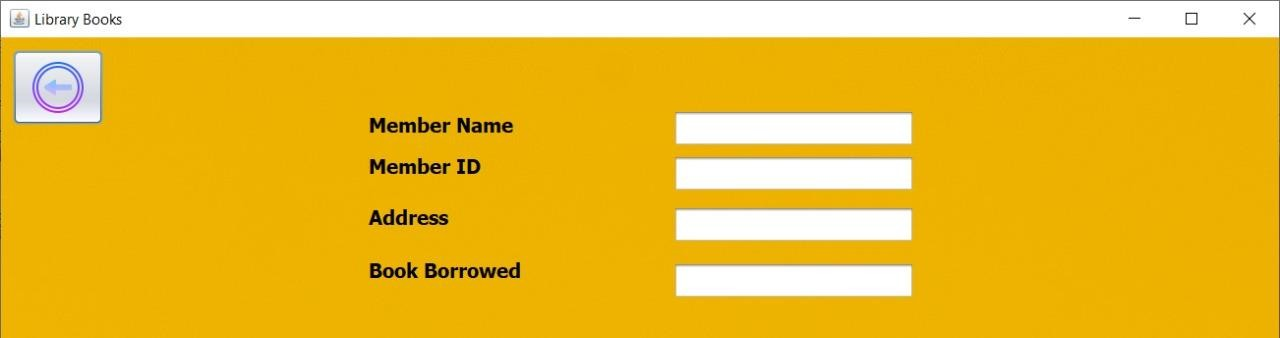 Library Books
Member Name
Member ID
Address
Book Borrowed